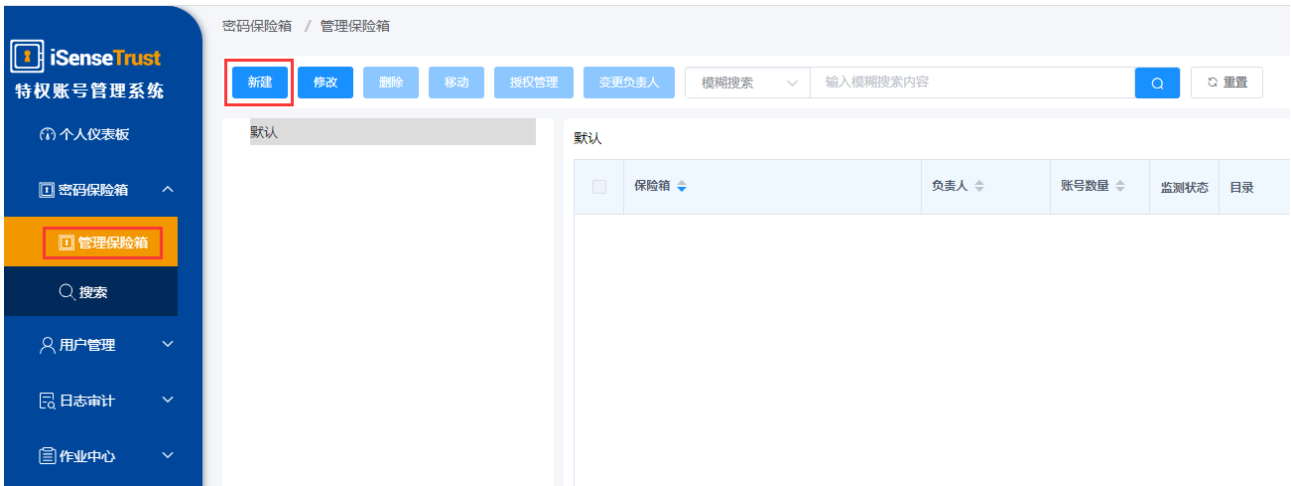 密码保险箱 / 管理保险箱
iSenseTrust
特权账号管理系统
新建 修改 删除 移动 授权管理 变更负责人 模糊搜索 输入模糊搜索内容 重置
个人仪表板
密码保险箱
管理保险箱
搜索
用户管理
日志审计
作业中心
默认
默认
保险箱 负责人 账号数量 监测状态 目录